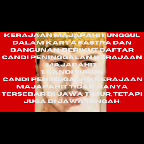 KERAJAAN MAJAPAHIT UNGGUL
DALAM KARYA SASTRA DAN
BANGUNAN. BERIKUT DAFTAR
CANDI PENINGGALAN KERAJAAN
MAJAPAHIT
CANDI
CANDI PENINGGALAN KERAJAAN
MAJAPAHIT TIDAK HANYA
TERSEBAR DI JAWA TIMUR, TETAPI
JUGA DI JAWA TENGAH